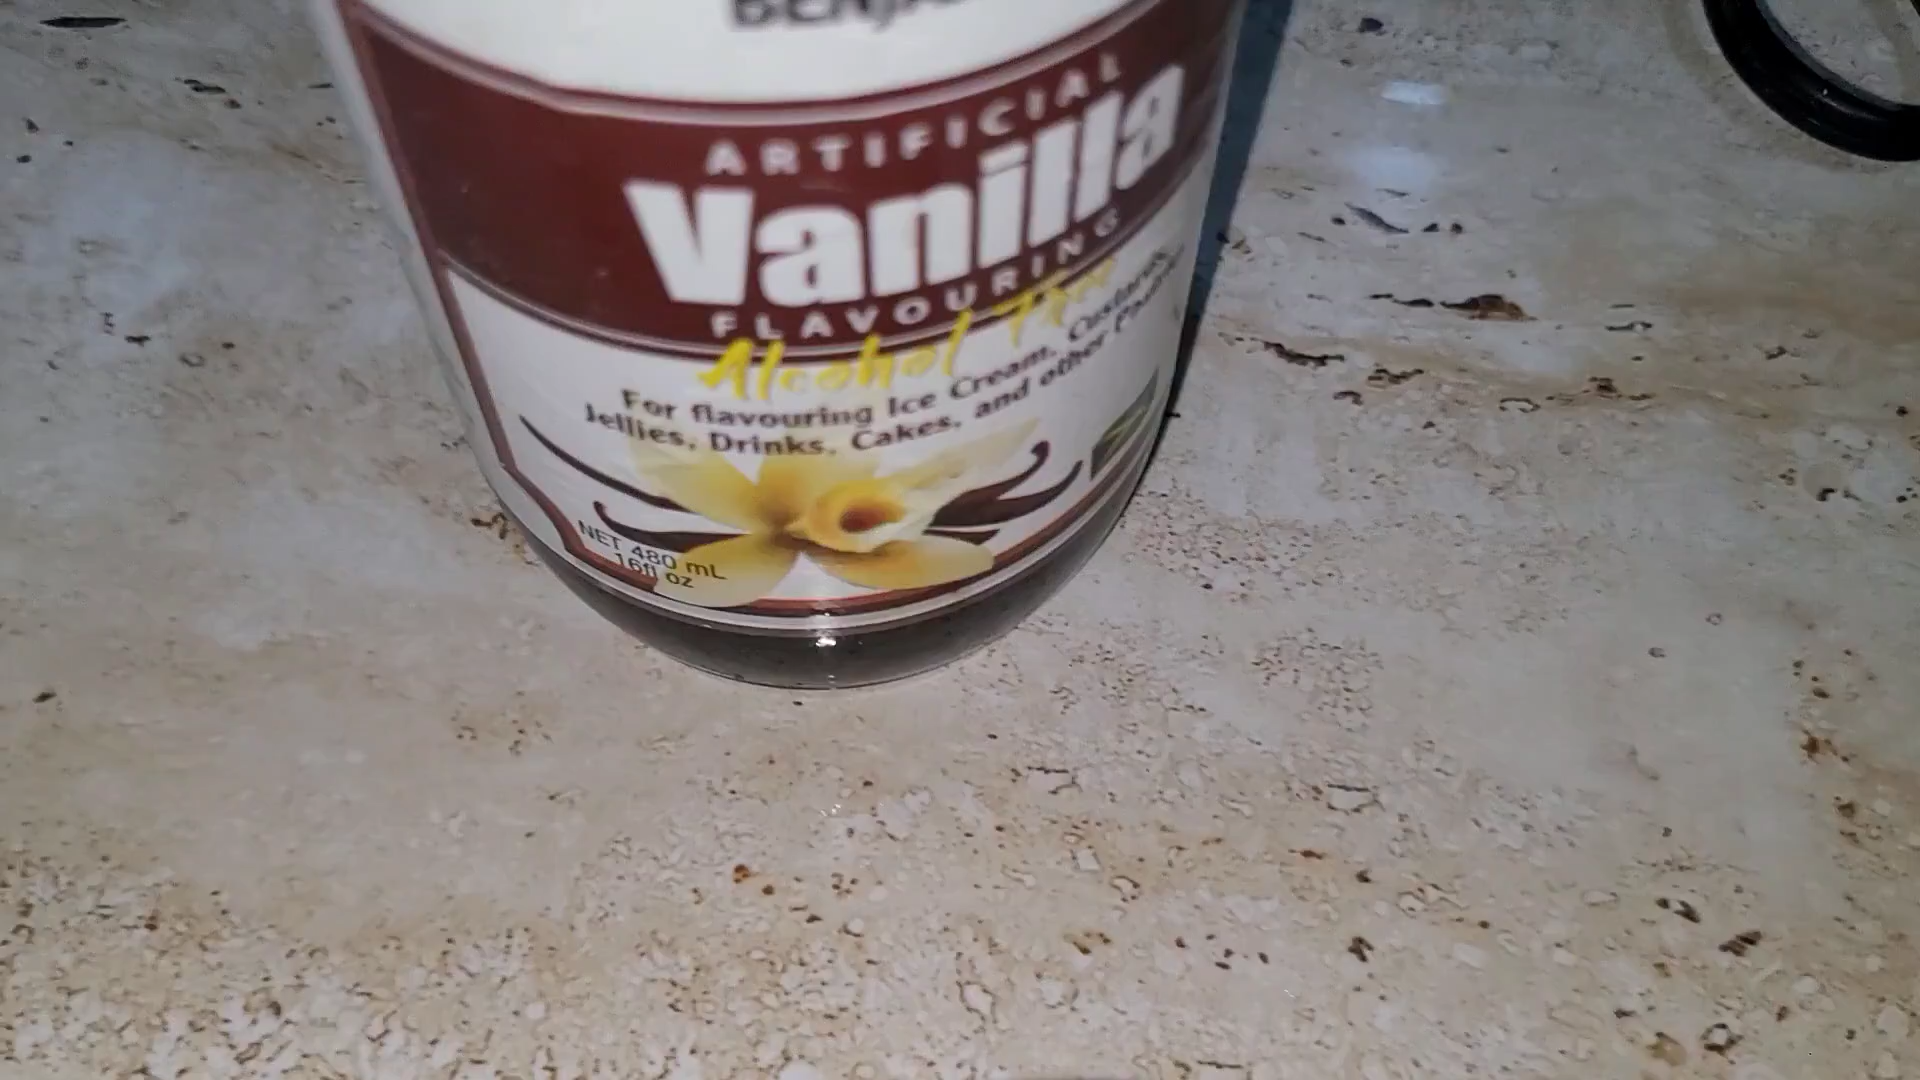 ARTIFICIAL
Vanilla
FLAVOURING
Alcohol Free
For flavouring Ice Cream, Custards,
Jellies, Drinks, Cakes, and other
NET 480 mL
16fl oz